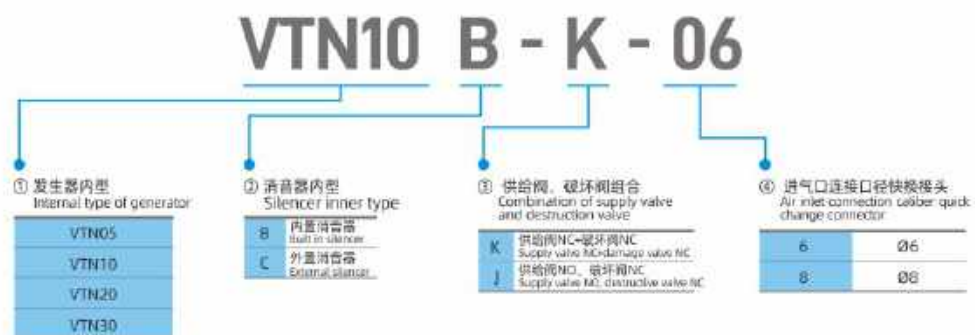 VTN10 B - K - 06
① 发生器内型
Internal type of generator
VTN05
VTN10
VTN20
VTN30
② 消音器内型
Silencer inner type
B 内置消音器
Built in silencer
C 外置消音器
External silencer
③ 供给阀、破坏阀组合
Combination of supply valve
and destruction valve
K 供给阀NC+破坏阀NC
Supply valve NC+damage valve NC
J 供给阀NO、破坏阀NC
Supply valve NO, destructive valve NC
④ 进气口连接口径快换接头
Air inlet connection caliber quick
change connector
6 Ø6
8 Ø8